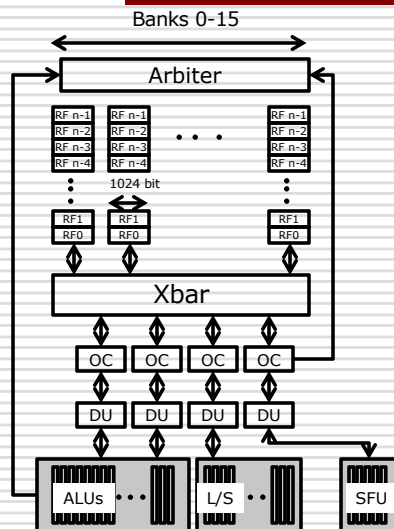 Banks 0-15
Arbiter
RF n-1 RF n-1 RF n-1
RF n-2 RF n-2 RF n-2
RF n-3 RF n-3 RF n-3
RF n-4 RF n-4 RF n-4
1024 bit
RF1 RF1 RF1
RF0 RF0 RF0
Xbar
OC OC OC OC
DU DU DU DU
ALUs L/S SFU